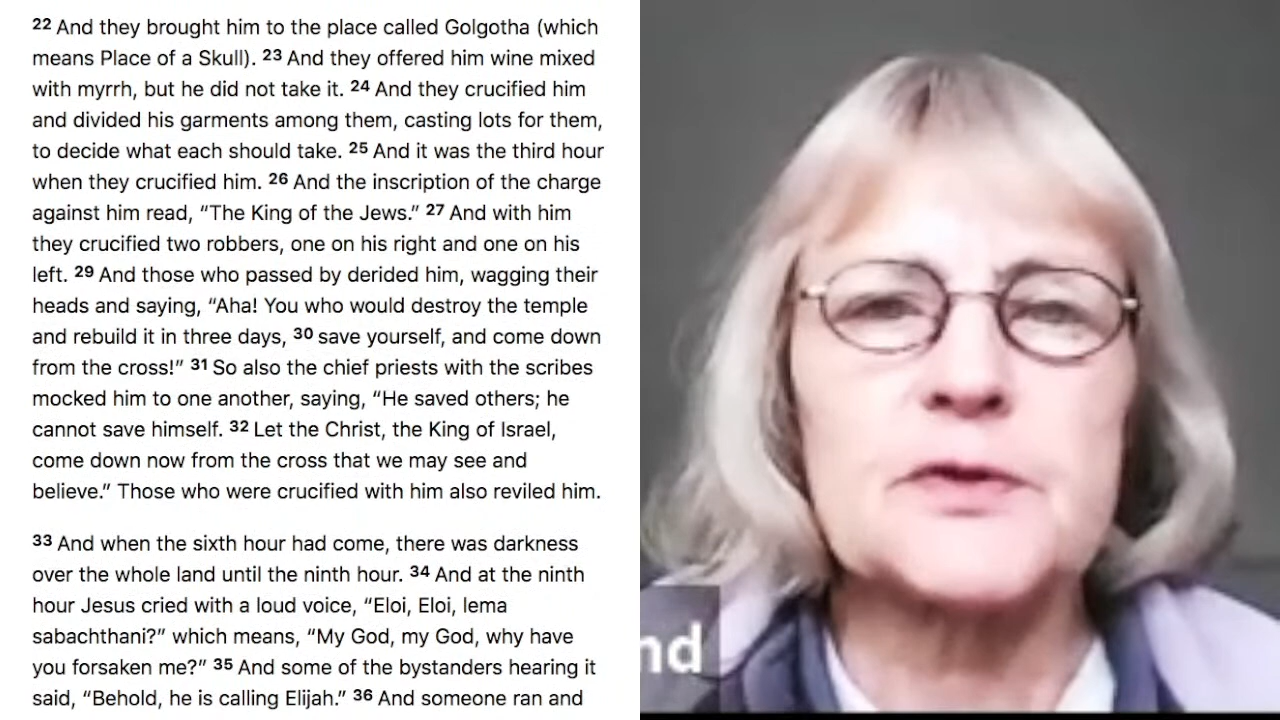 22 And they brought him to the place called Golgotha (which
means Place of a Skull). 23 And they offered him wine mixed
with myrrh, but he did not take it. 24 And they crucified him
and divided his garments among them, casting lots for them,
to decide what each should take. 25 And it was the third hour
when they crucified him. 26 And the inscription of the charge
against him read, “The King of the Jews.” 27 And with him
they crucified two robbers, one on his right and one on his
left. 29 And those who passed by derided him, wagging their
heads and saying, “Aha! You who would destroy the temple
and rebuild it in three days, 30 save yourself, and come down
from the cross!” 31 So also the chief priests with the scribes
mocked him to one another, saying, “He saved others; he
cannot save himself. 32 Let the Christ, the King of Israel,
come down now from the cross that we may see and
believe.” Those who were crucified with him also reviled him.
33 And when the sixth hour had come, there was darkness
over the whole land until the ninth hour. 34 And at the ninth
hour Jesus cried with a loud voice, “Eloi, Eloi, lema
sabachthani?” which means, “My God, my God, why have
you forsaken me?” 35 And some of the bystanders hearing it
said, “Behold, he is calling Elijah.” 36 And someone ran and
nd